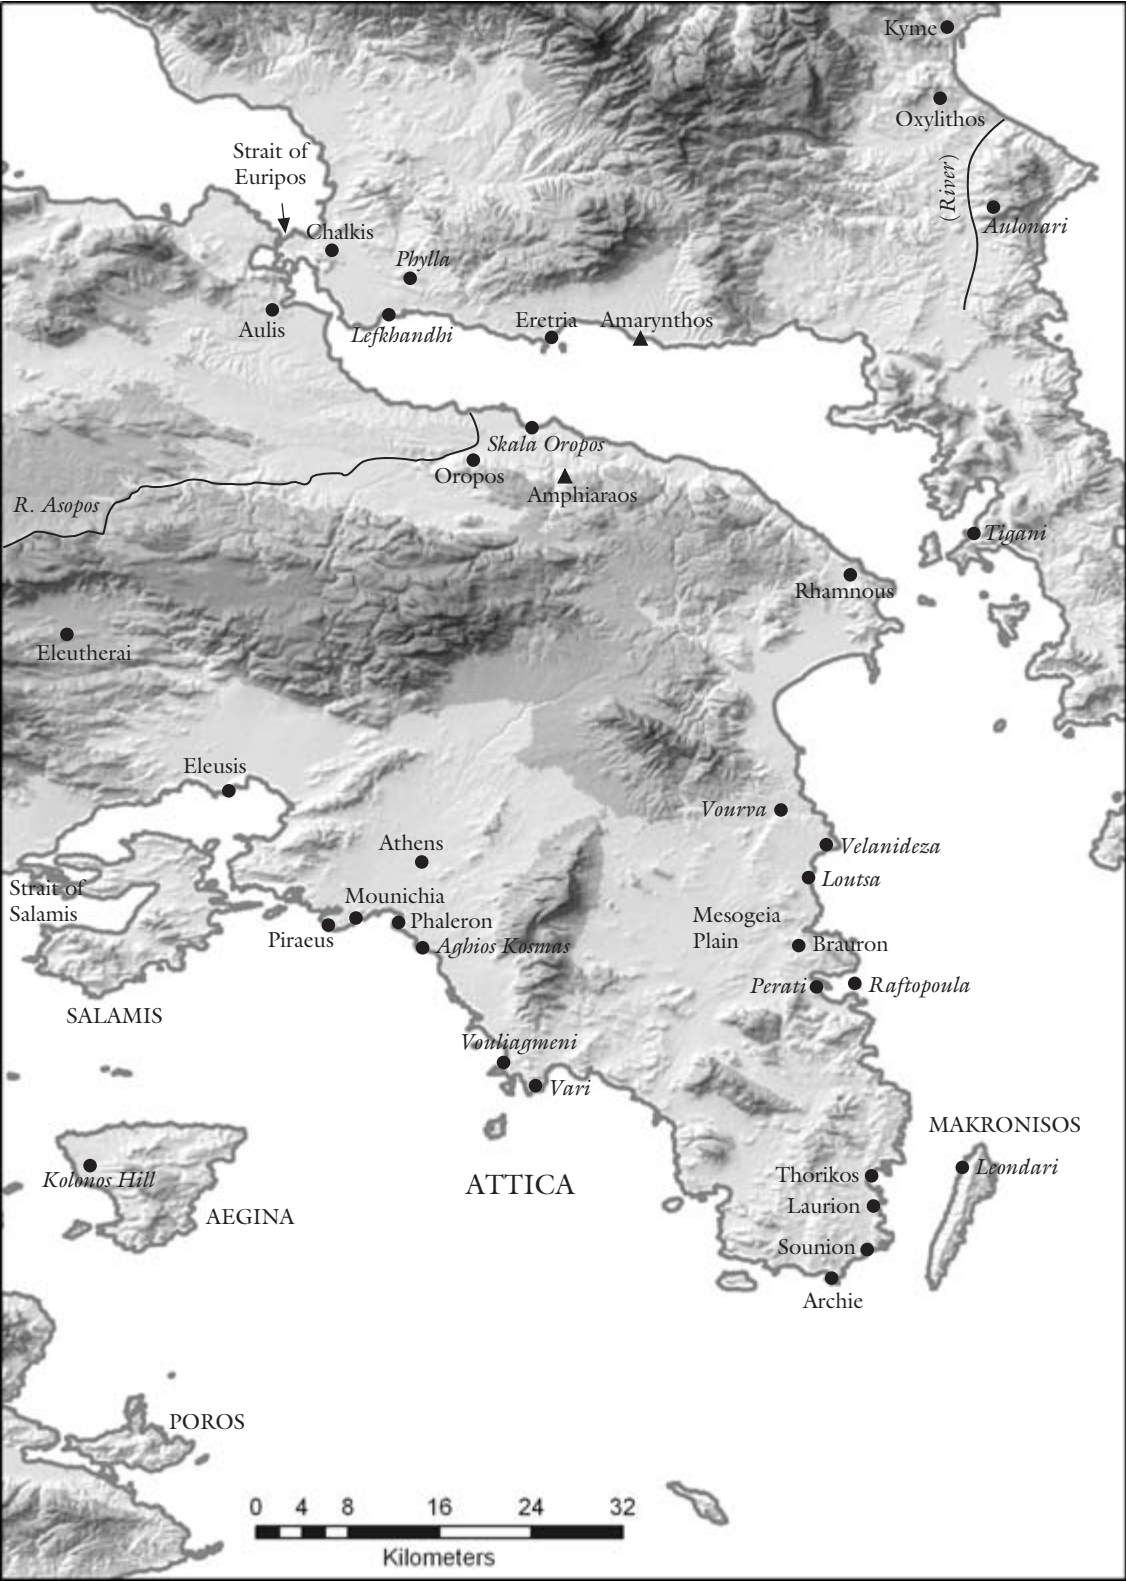 Kyme
Oxylithos
Strait of
Euripos
(River)
Chalkis
Aulonari
Phylla
Aulis
Lefkhandhi
Eretria
Amarynthos
Skala Oropos
Oropos
Amphiaraos
R. Asopos
Tigani
Rhamnous
Eleutherai
Eleusis
Vourva
Athens
Velanideza
Loutsa
Strait of
Salamis
Mounichia
Piraeus
Phaleron
Aghios Kosmas
Mesogeia
Plain
Brauron
Perati
Raftopoula
SALAMIS
Vouliagmeni
Vari
MAKRONISOS
Kolonos Hill
Leondari
Thorikos
ATTICA
Laurion
AEGINA
Sounion
Archie
POROS
0 4 8 16 24 32
Kilometers